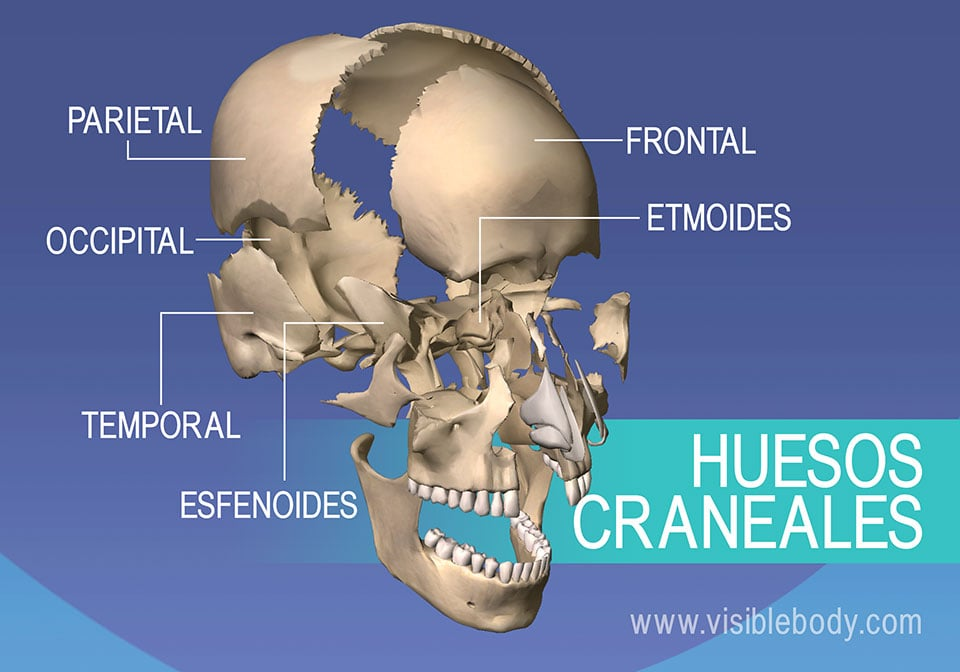 PARIETAL
FRONTAL
ETMOIDES
OCCIPITAL
TEMPORAL
ESFENOIDES
HUESOS
CRANEALES
www.visiblebody.com